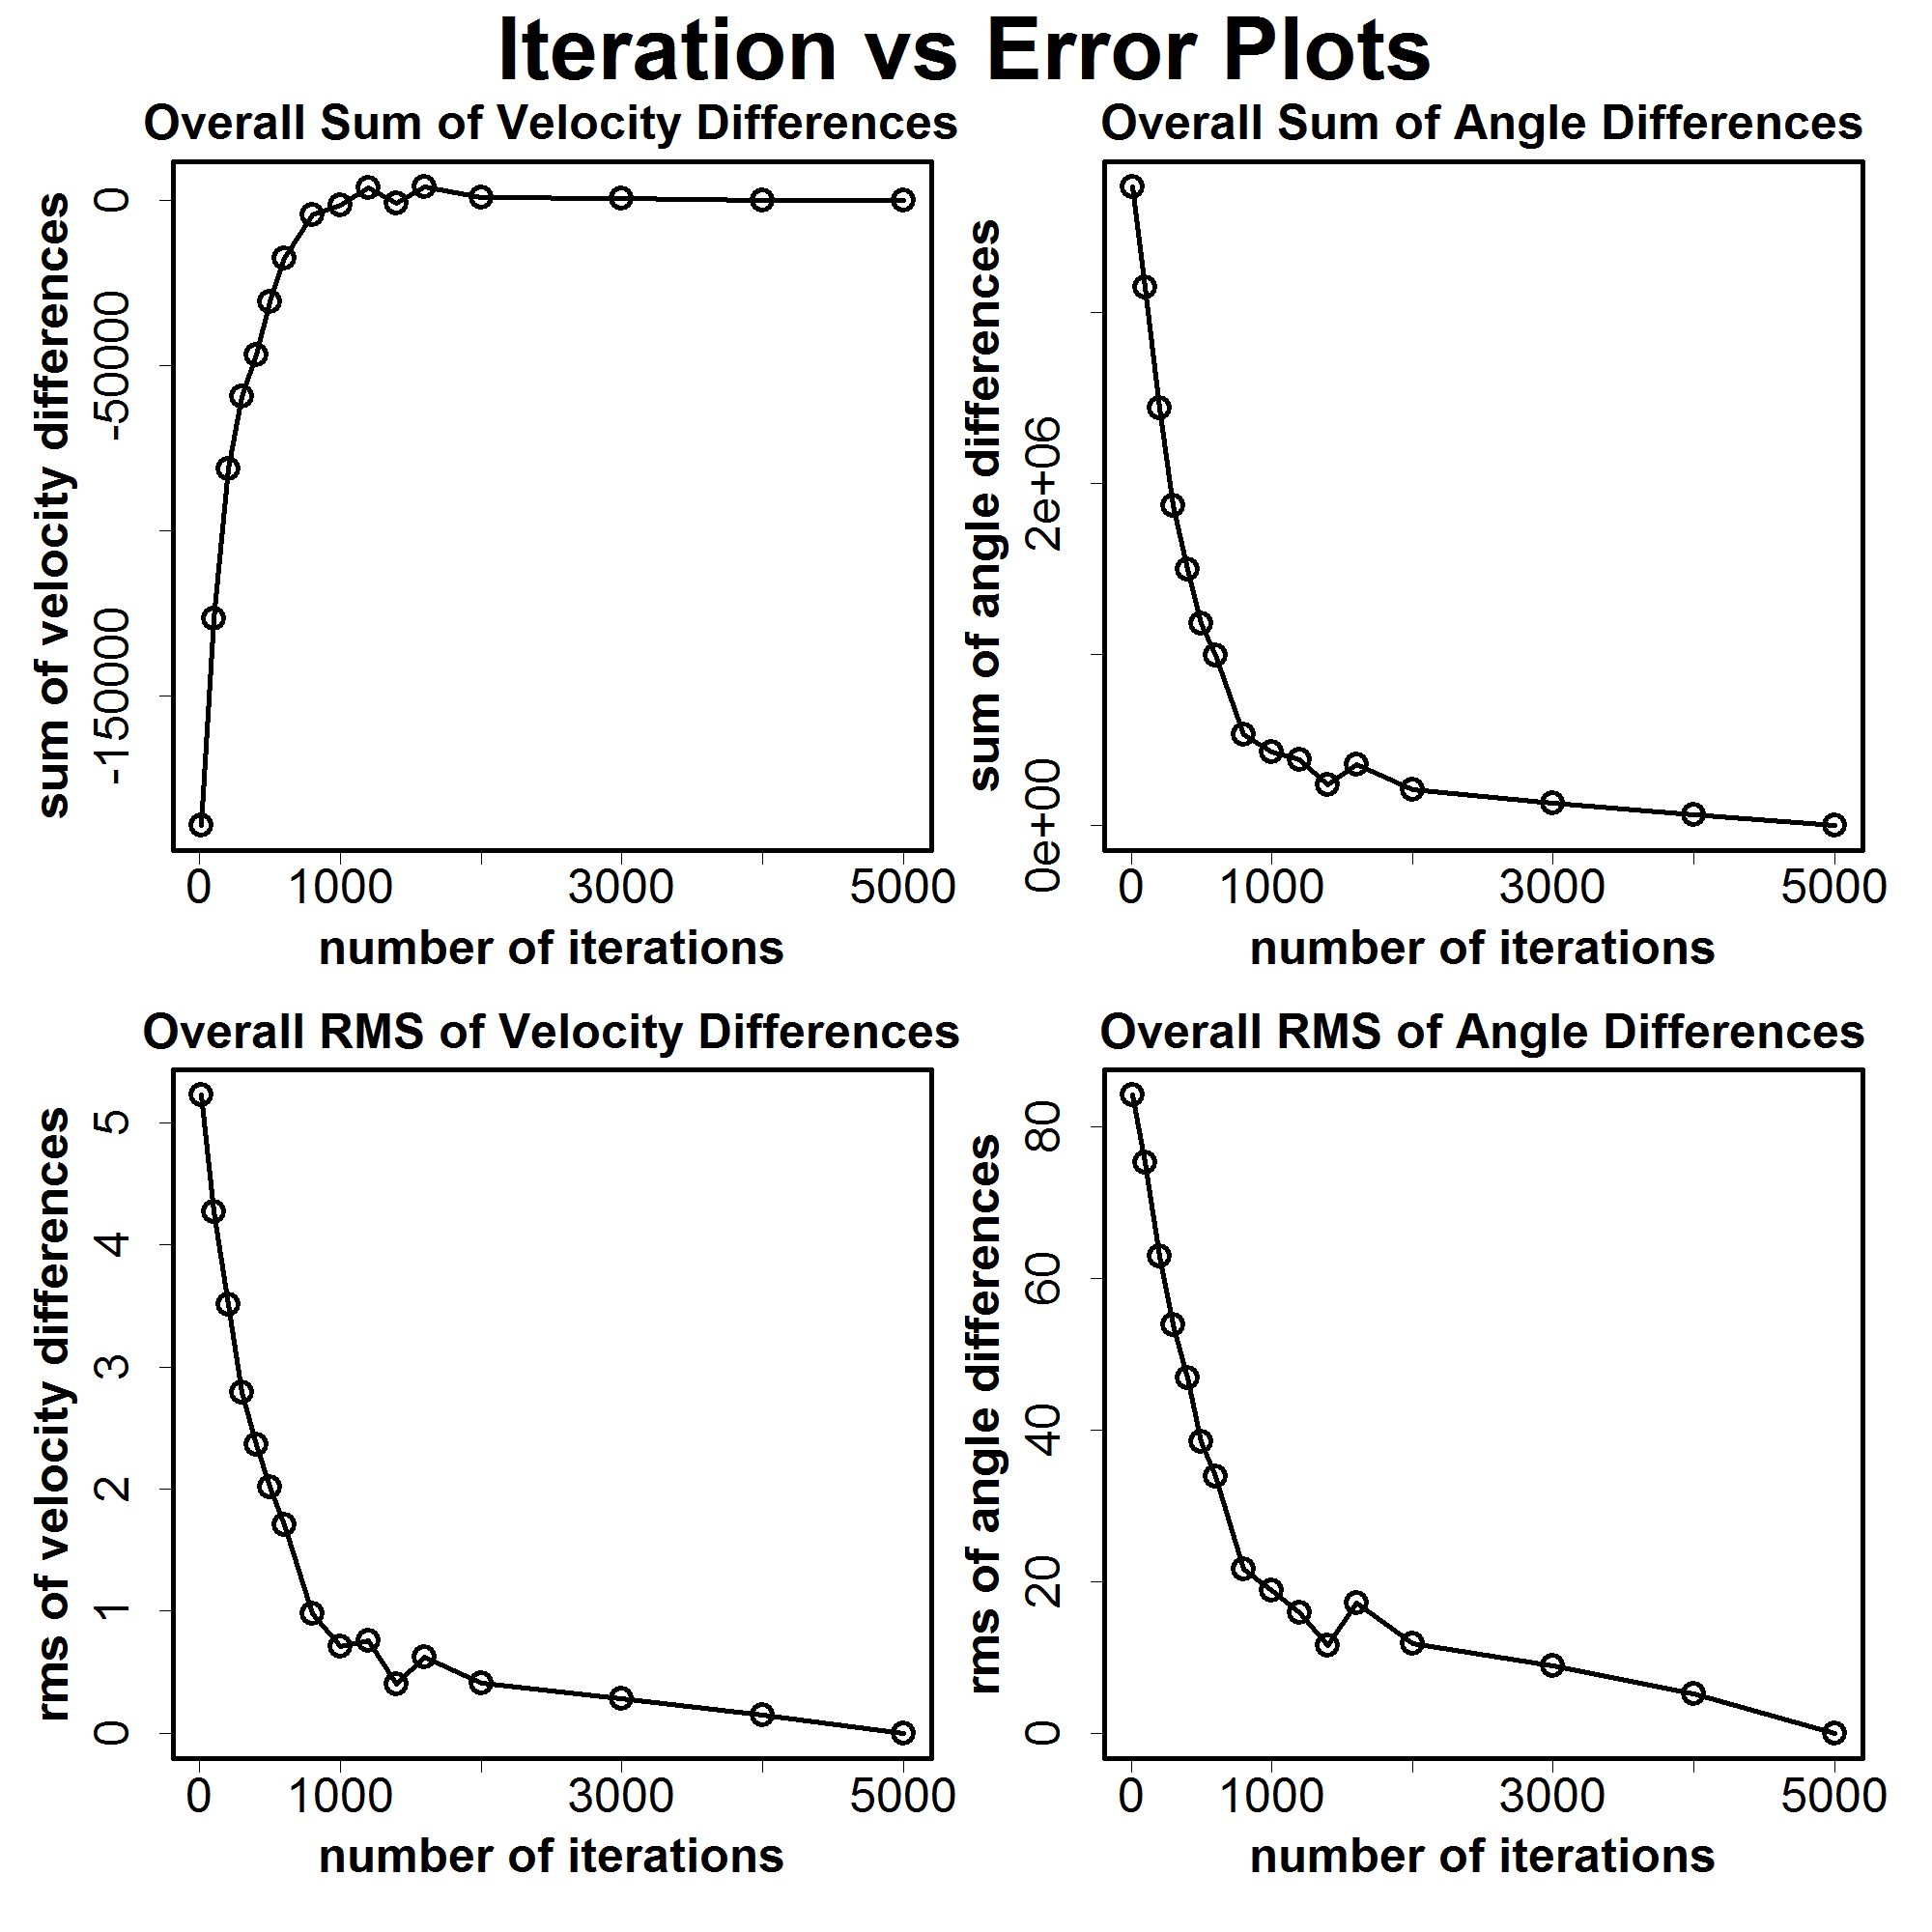 Iteration vs Error Plots
Overall Sum of Velocity Differences
sum of velocity differences
0
-50000
-150000
0 1000 3000 5000
number of iterations
Overall Sum of Angle Differences
sum of angle differences
2e+06
0e+00
0 1000 3000 5000
number of iterations
Overall RMS of Velocity Differences
rms of velocity differences
5
4
3
2
1
0
0 1000 3000 5000
number of iterations
Overall RMS of Angle Differences
rms of angle differences
80
60
40
20
0
0 1000 3000 5000
number of iterations